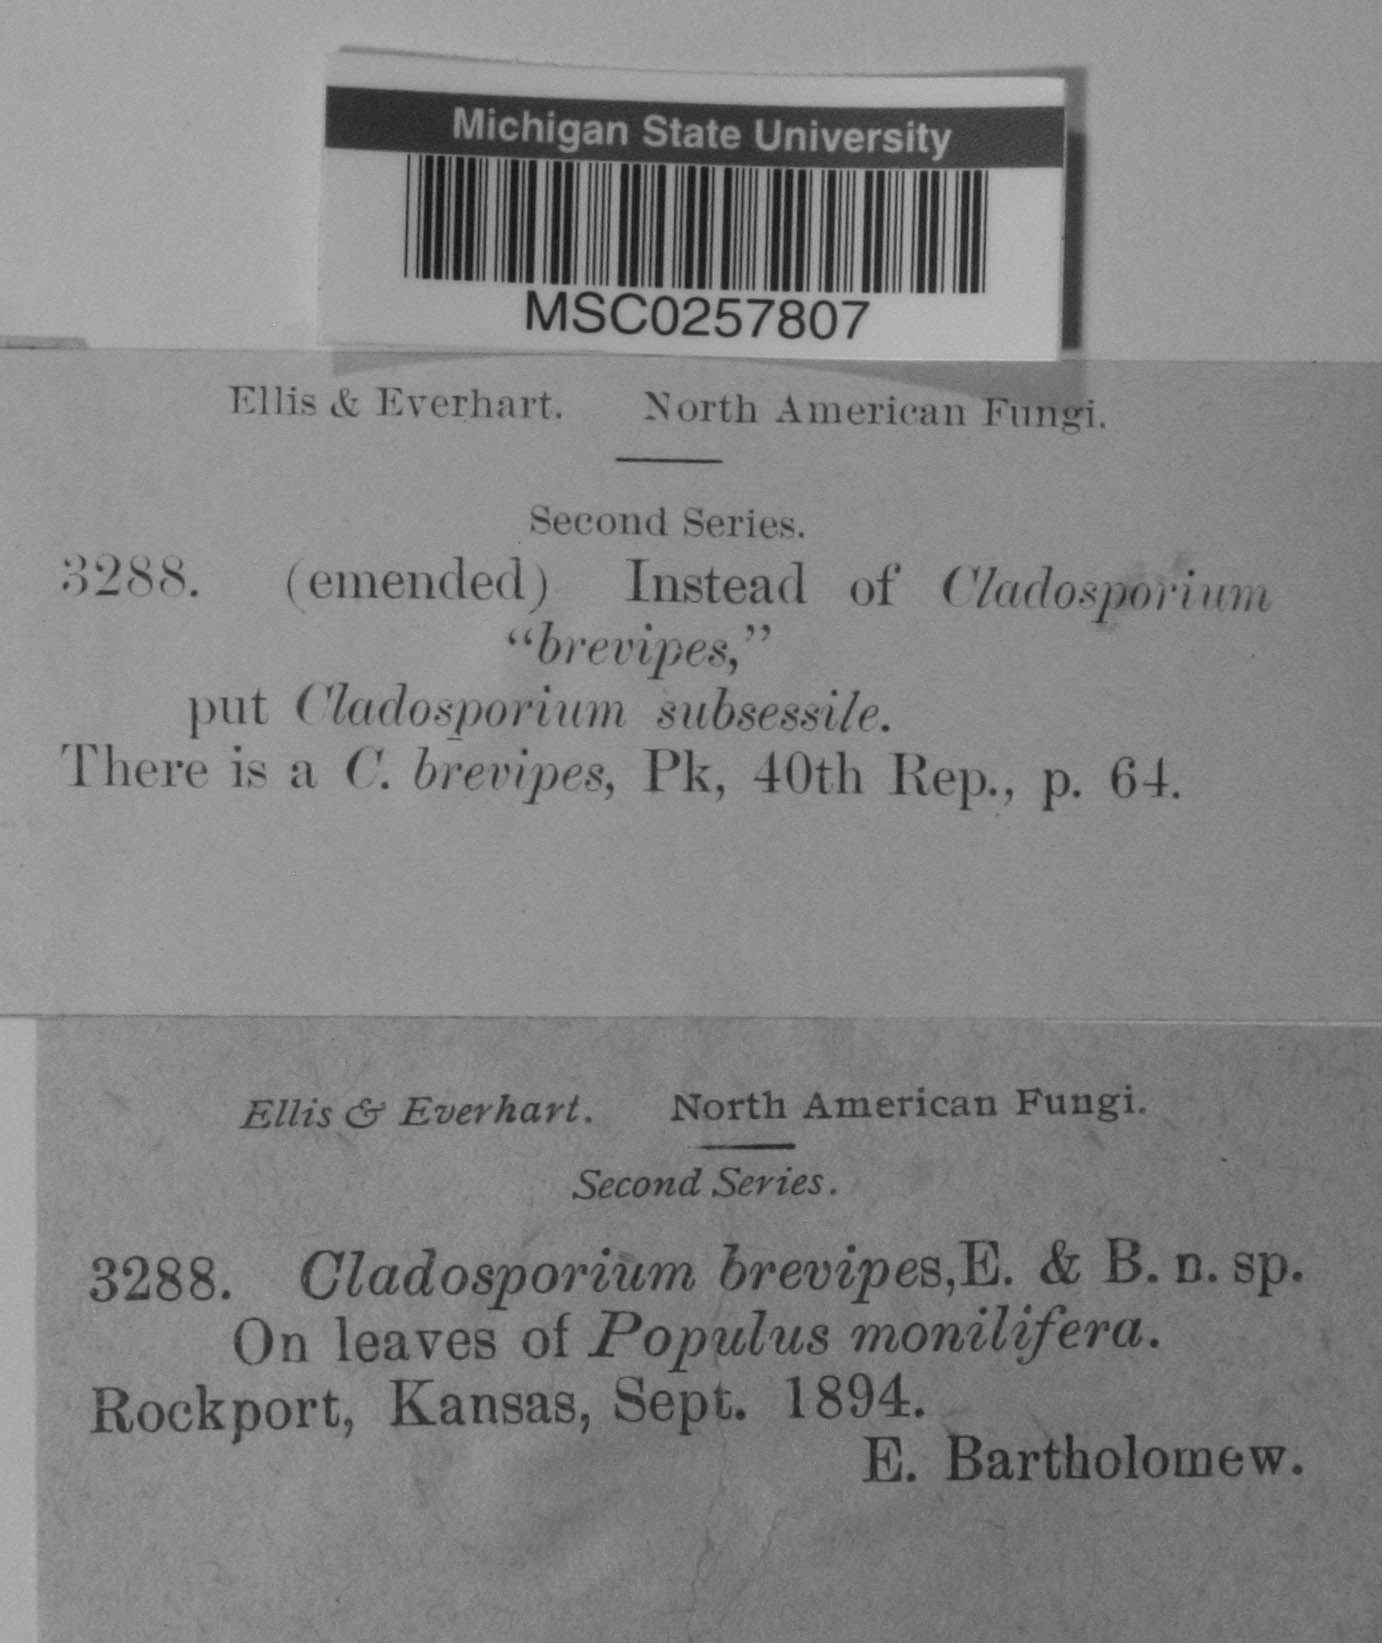 Michigan State University
MSC0257807
Ellis & Everhart. North American Fungi.
Second Series.
3288. (emended) Instead of Cladosporium
“brevipes,”
put Cladosporium subsessile.
There is a C. brevipes, Pk, 40th Rep., p. 64.
Ellis & Everhart. North American Fungi.
Second Series.
3288. Cladosporium brevipes,E. & B. n. sp.
On leaves of Populus monilifera.
Rockport, Kansas, Sept. 1894.
E. Bartholomew.